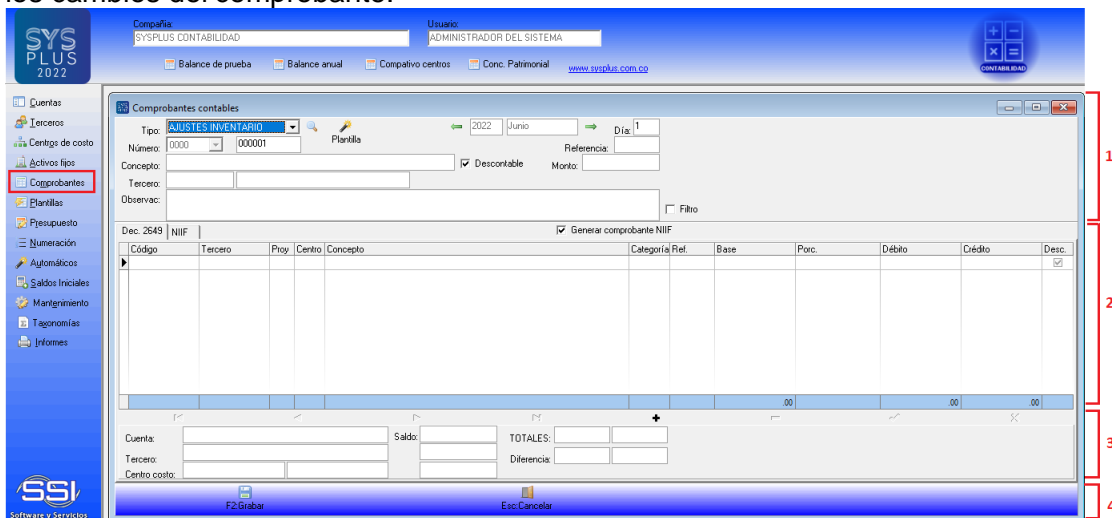 los cambios del comprobante.
SYS
PLUS
2022
Compañía:
SYSPLUS CONTABILIDAD
Usuario:
ADMINISTRADOR DEL SISTEMA
Balance de prueba Balance anual Compativo centros Conc. Patrimonial www.sysplus.com.co
CONTABILIDAD
Cuentas
Terceros
Centros de costo
Activos fijos
Comprobantes
Plantillas
Presupuesto
Numeración
Automáticos
Saldos Iniciales
Mantenimiento
Taxonomías
Informes
SSI
Software y Servicios
Comprobantes contables
Tipo: AJUSTES INVENTARIO Plantilla 2022 Junio Día: 1
Número: 0000 000001 Referencia:
Concepto: Descontable Monto:
Tercero:
Observac: Filtro
Dec. 2649 NIIF Generar comprobante NIIF
Código Tercero Proy Centro Concepto Categoría Ref. Base Porc. Débito Crédito Desc.
.00 .00 .00
Cuenta: Saldo: TOTALES:
Tercero: Diferencia:
Centro costo:
F2:Grabar Esc:Cancelar
1
2
3
4